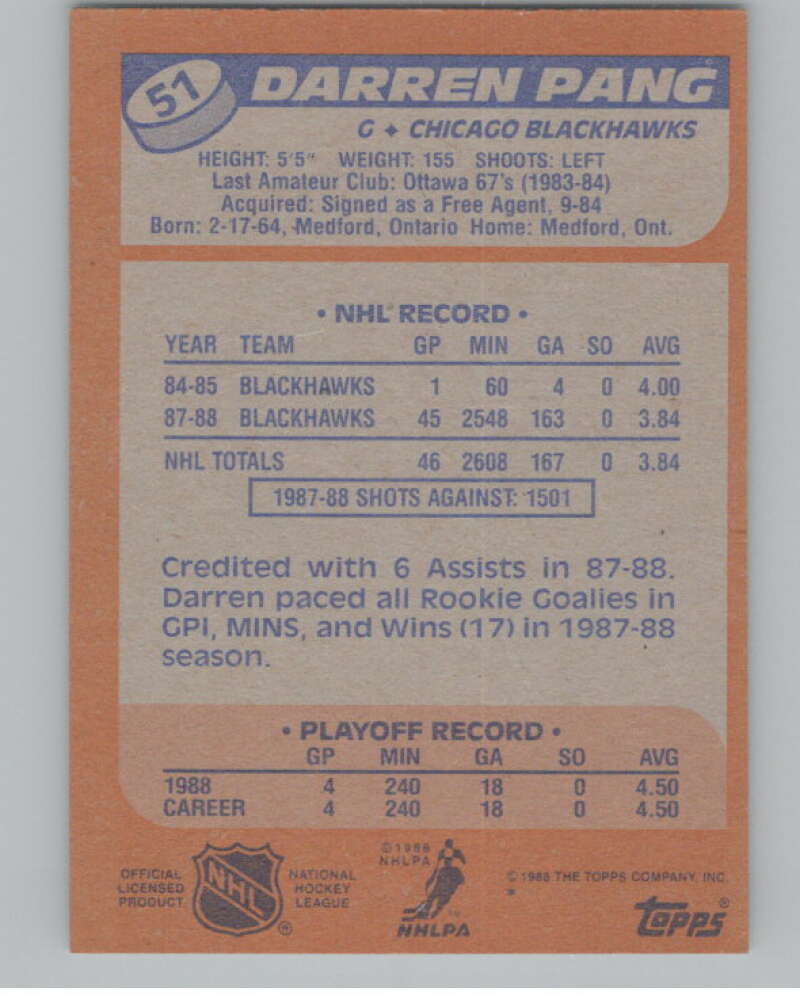 51
DARREN PANG
G ♦ CHICAGO BLACKHAWKS
HEIGHT: 5'5" WEIGHT: 155 SHOOTS: LEFT
Last Amateur Club: Ottawa 67's (1983-84)
Acquired: Signed as a Free Agent, 9-84
Born: 2-17-64, Medford, Ontario Home: Medford, Ont.
• NHL RECORD •
YEAR TEAM GP MIN GA SO AVG
84-85 BLACKHAWKS 1 60 4 0 4.00
87-88 BLACKHAWKS 45 2548 163 0 3.84
NHL TOTALS 46 2608 167 0 3.84
1987-88 SHOTS AGAINST: 1501
Credited with 6 Assists in 87-88.
Darren paced all Rookie Goalies in
GPI, MINS, and Wins (17) in 1987-88
season.
• PLAYOFF RECORD •
GP MIN GA SO AVG
1988 4 240 18 0 4.50
CAREER 4 240 18 0 4.50
OFFICIAL
LICENSED
PRODUCT
NHL ®
NATIONAL
HOCKEY
LEAGUE
© 1988
NHLPA
NHLPA
© 1988 THE TOPPS COMPANY, INC.
*
topps ®